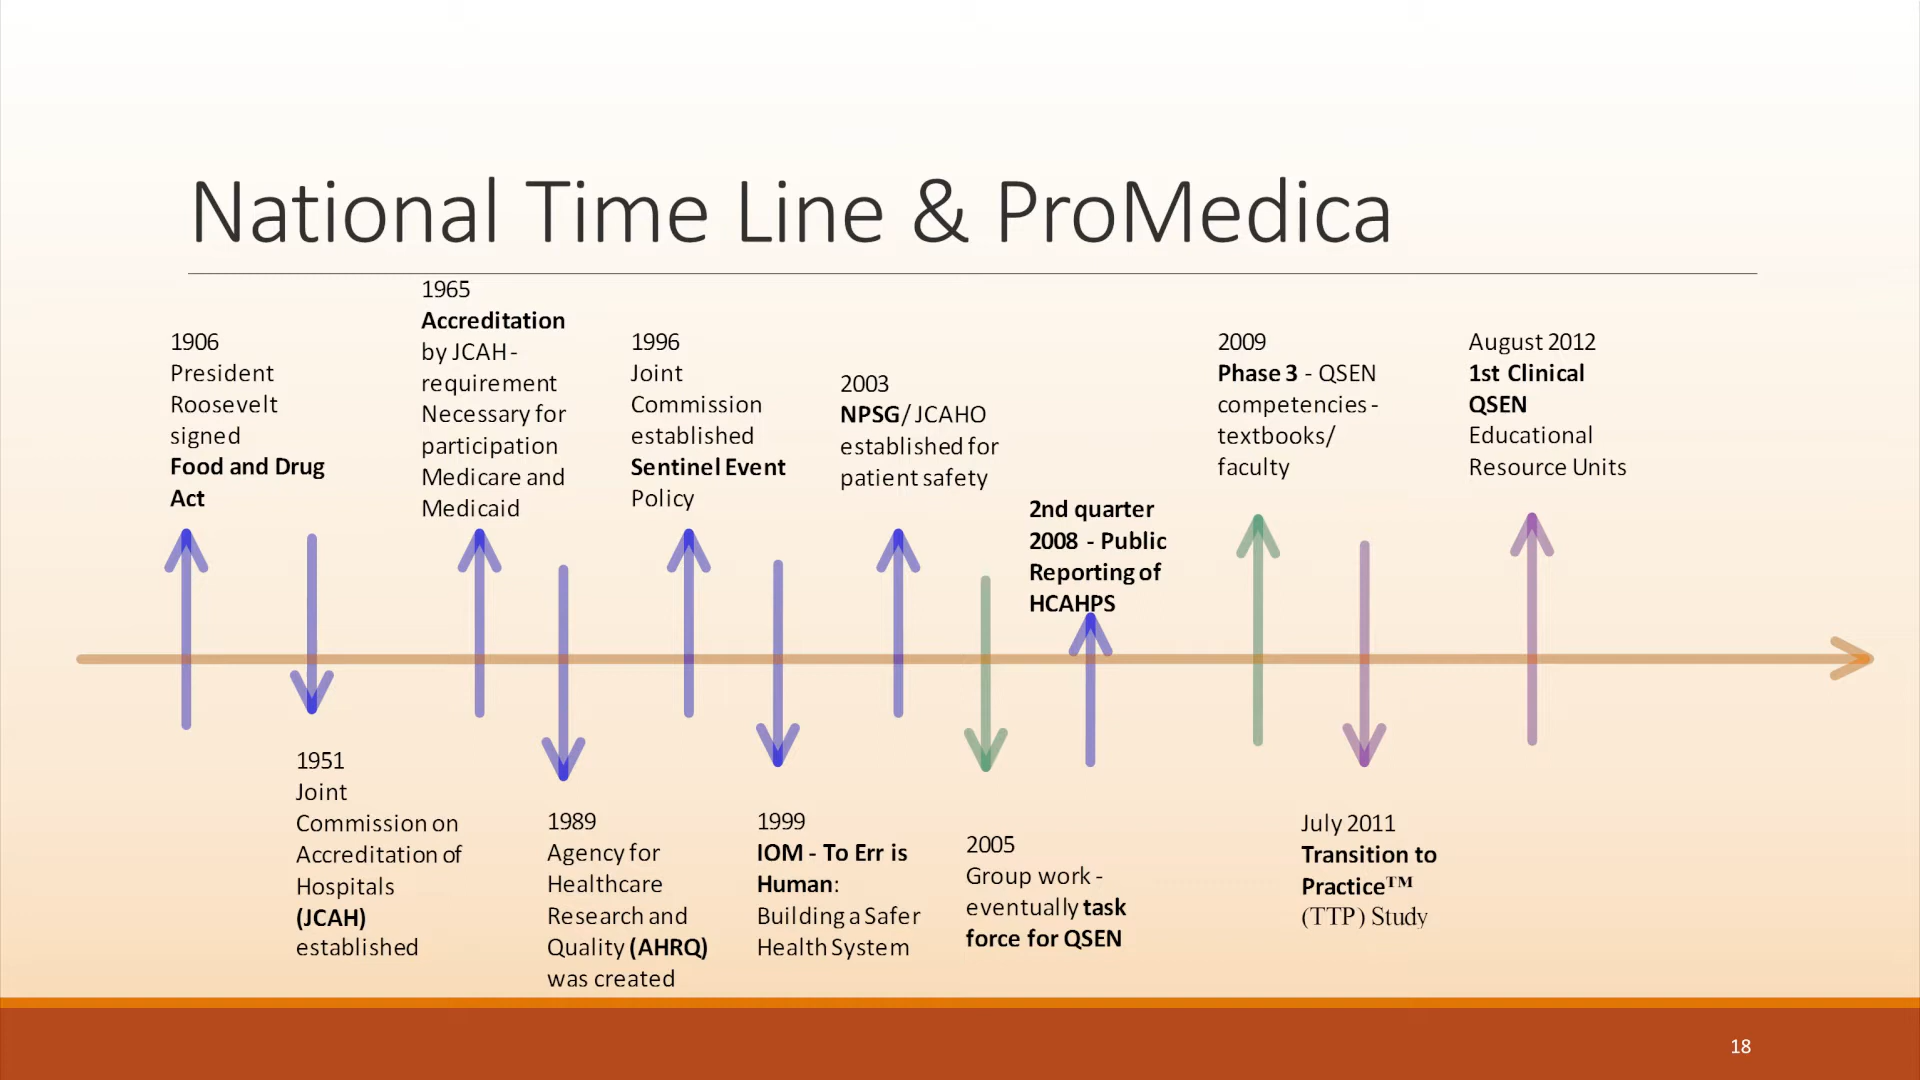 National Time Line & ProMedica
1906
President
Roosevelt
signed
Food and Drug
Act
1951
Joint
Commission on
Accreditation of
Hospitals
(JCAH)
established
1965
Accreditation
by JCAH -
requirement
Necessary for
participation
Medicare and
Medicaid
1989
Agency for
Healthcare
Research and
Quality (AHRQ)
was created
1996
Joint
Commission
established
Sentinel Event
Policy
1999
IOM - To Err is
Human:
Building a Safer
Health System
2003
NPSG/ JCAHO
established for
patient safety
2005
Group work -
eventually task
force for QSEN
2nd quarter
2008 - Public
Reporting of
HCAHPS
2009
Phase 3 - QSEN
competencies -
textbooks/
faculty
July 2011
Transition to
Practice™
(TTP) Study
August 2012
1st Clinical
QSEN
Educational
Resource Units
18